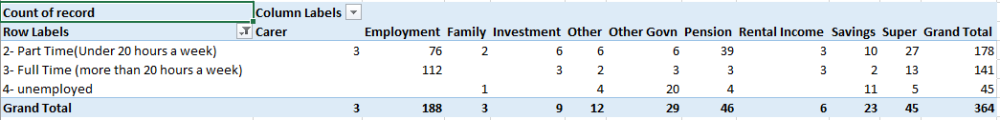 Count of record Column Labels
Row Labels Carer Employment Family Investment Other Other Govn Pension Rental Income Savings Super Grand Total
2- Part Time(Under 20 hours a week) 3 76 2 6 6 6 39 3 10 27 178
3- Full Time (more than 20 hours a week) 112 3 2 3 3 3 2 13 141
4- unemployed 1 4 20 4 11 5 45
Grand Total 3 188 3 9 12 29 46 6 23 45 364